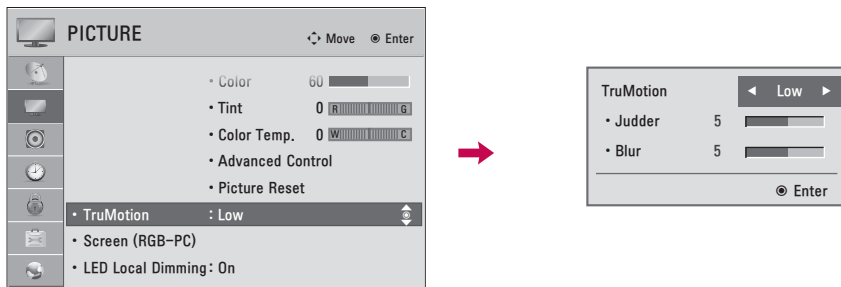 PICTURE Move Enter
• Color 60
• Tint 0 R G
• Color Temp. 0 W C
• Advanced Control
• Picture Reset
• TruMotion : Low
• Screen (RGB-PC)
• LED Local Dimming : On
TruMotion ◄ Low ►
• Judder 5
• Blur 5
Enter